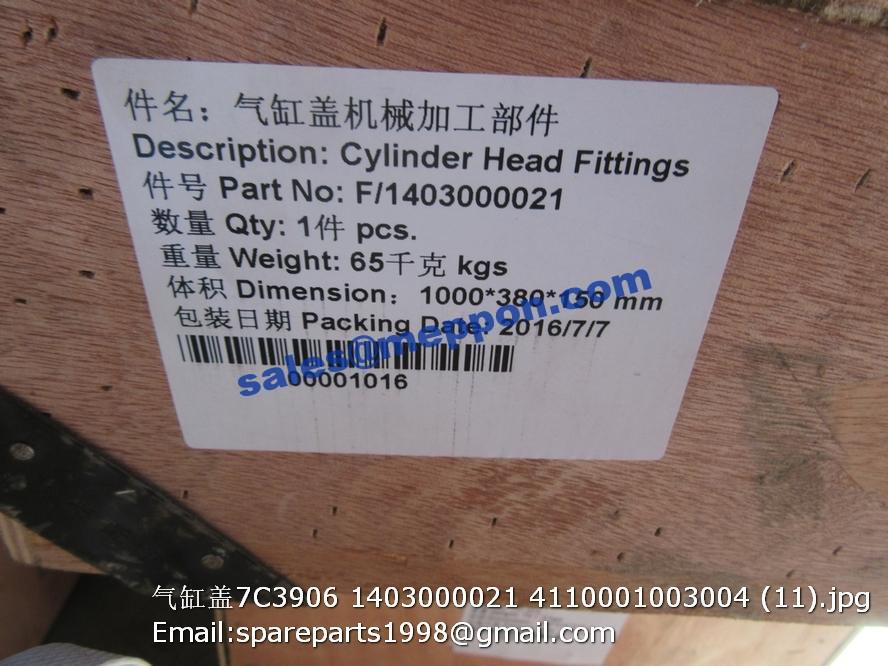 件名：气缸盖机械加工部件
Description: Cylinder Head Fittings
件号 Part No: F/1403000021
数量 Qty: 1件 pcs.
重量 Weight: 65千克 kgs
体积 Dimension：1000*380*150 mm
包装日期 Packing Date: 2016/7/7
00001016
sales@meppon.com
气缸盖7C3906 1403000021 4110001003004 (11).jpg
Email:spareparts1998@gmail.com